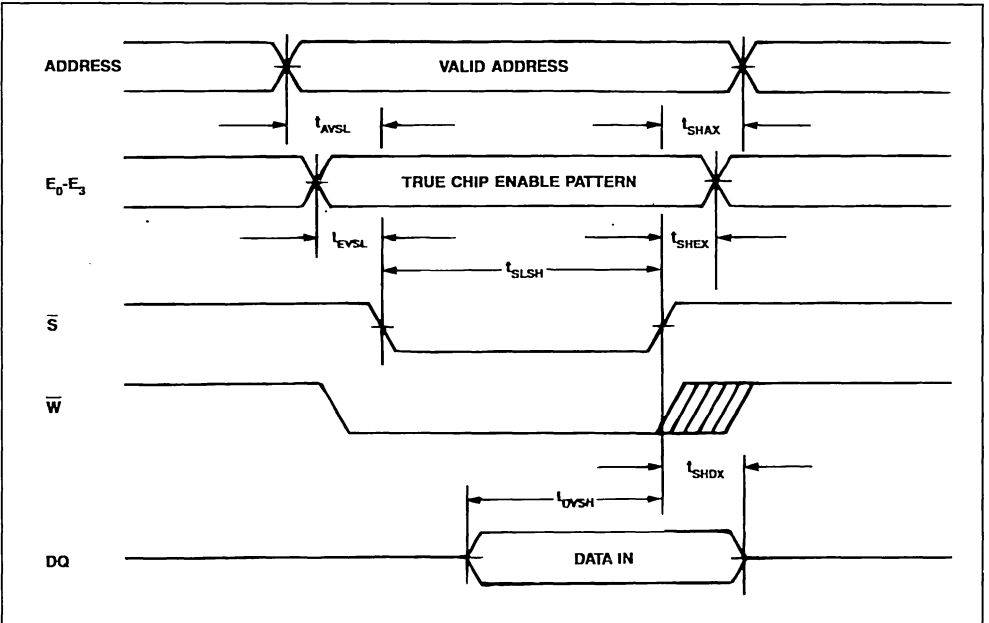 ADDRESS
VALID ADDRESS
tAVSL
tSHAX
E0-E3
TRUE CHIP ENABLE PATTERN
tEVSL
tSHEX
tSLSH
S̅
W̅
tSHDX
tDVSH
DQ
DATA IN